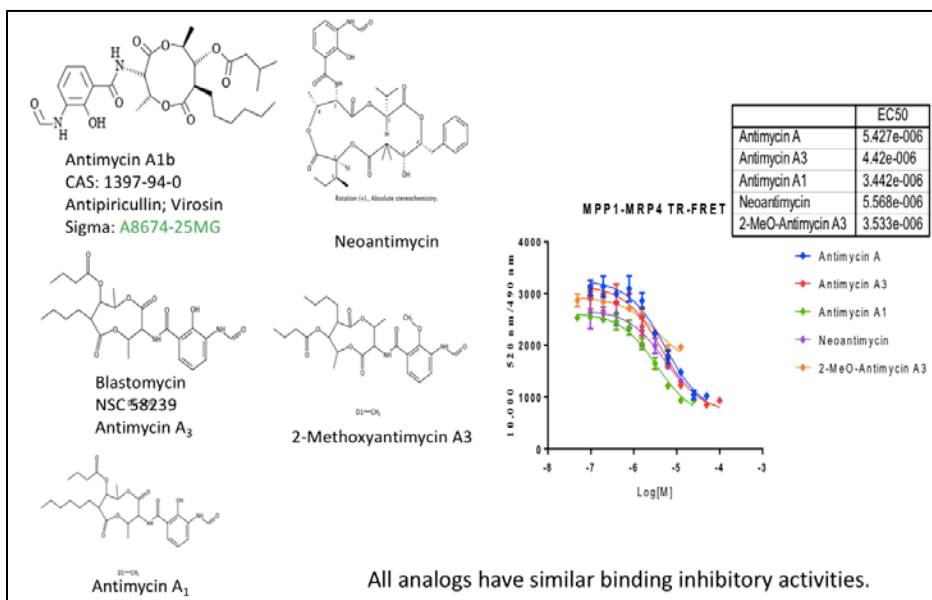 Antimycin A1b
CAS: 1397-94-0
Antipiricullin; Virosin
Sigma: A8674-25MG
Rotation (+)., Absolute stereochemistry.
Neoantimycin
Blastomycin
NSC 58239
Antimycin A3
2-Methoxyantimycin A3
Antimycin A1
EC50
Antimycin A 5.427e-006
Antimycin A3 4.42e-006
Antimycin A1 3.442e-006
Neoantimycin 5.568e-006
2-MeO-Antimycin A3 3.533e-006
MPP1-MRP4 TR-FRET
10,000 520 nm/490 nm
4000
3000
2000
1000
0
-8 -7 -6 -5 -4 -3
Log[M]
Antimycin A
Antimycin A3
Antimycin A1
Neoantimycin
2-MeO-Antimycin A3
All analogs have similar binding inhibitory activities.